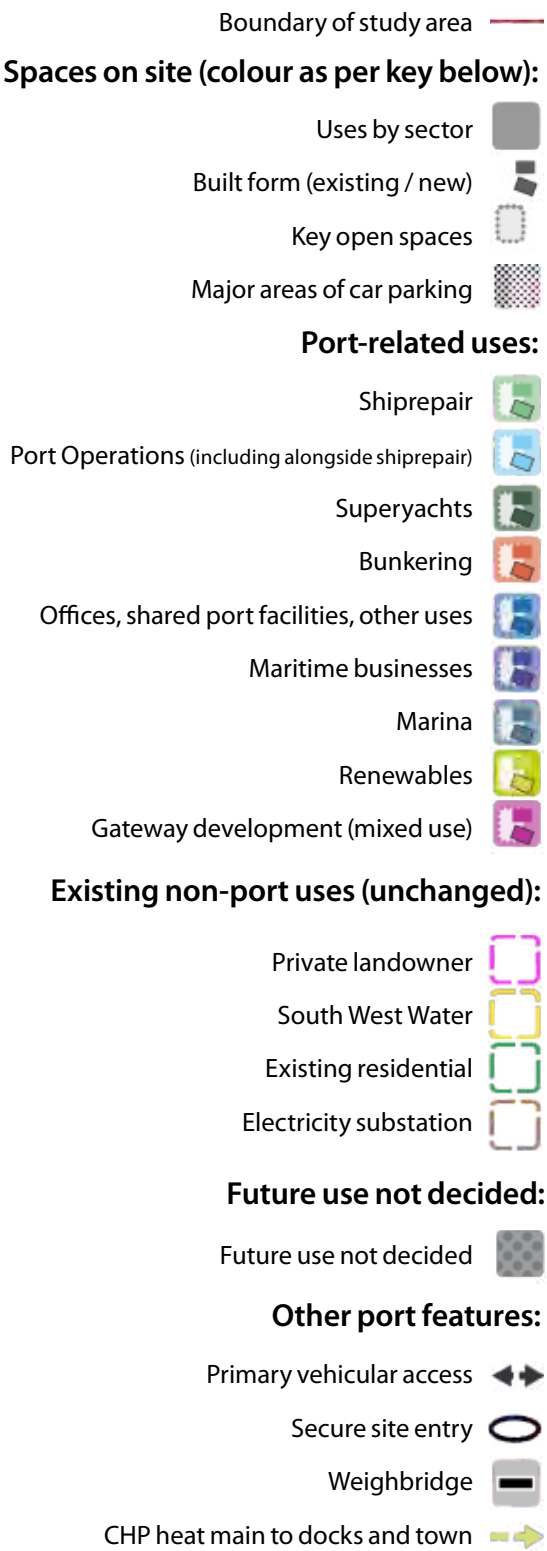 Boundary of study area
Spaces on site (colour as per key below):
Uses by sector
Built form (existing / new)
Key open spaces
Major areas of car parking
Port-related uses:
Shiprepair
Port Operations (including alongside shiprepair)
Superyachts
Bunkering
Offices, shared port facilities, other uses
Maritime businesses
Marina
Renewables
Gateway development (mixed use)
Existing non-port uses (unchanged):
Private landowner
South West Water
Existing residential
Electricity substation
Future use not decided:
Future use not decided
Other port features:
Primary vehicular access
Secure site entry
Weighbridge
CHP heat main to docks and town